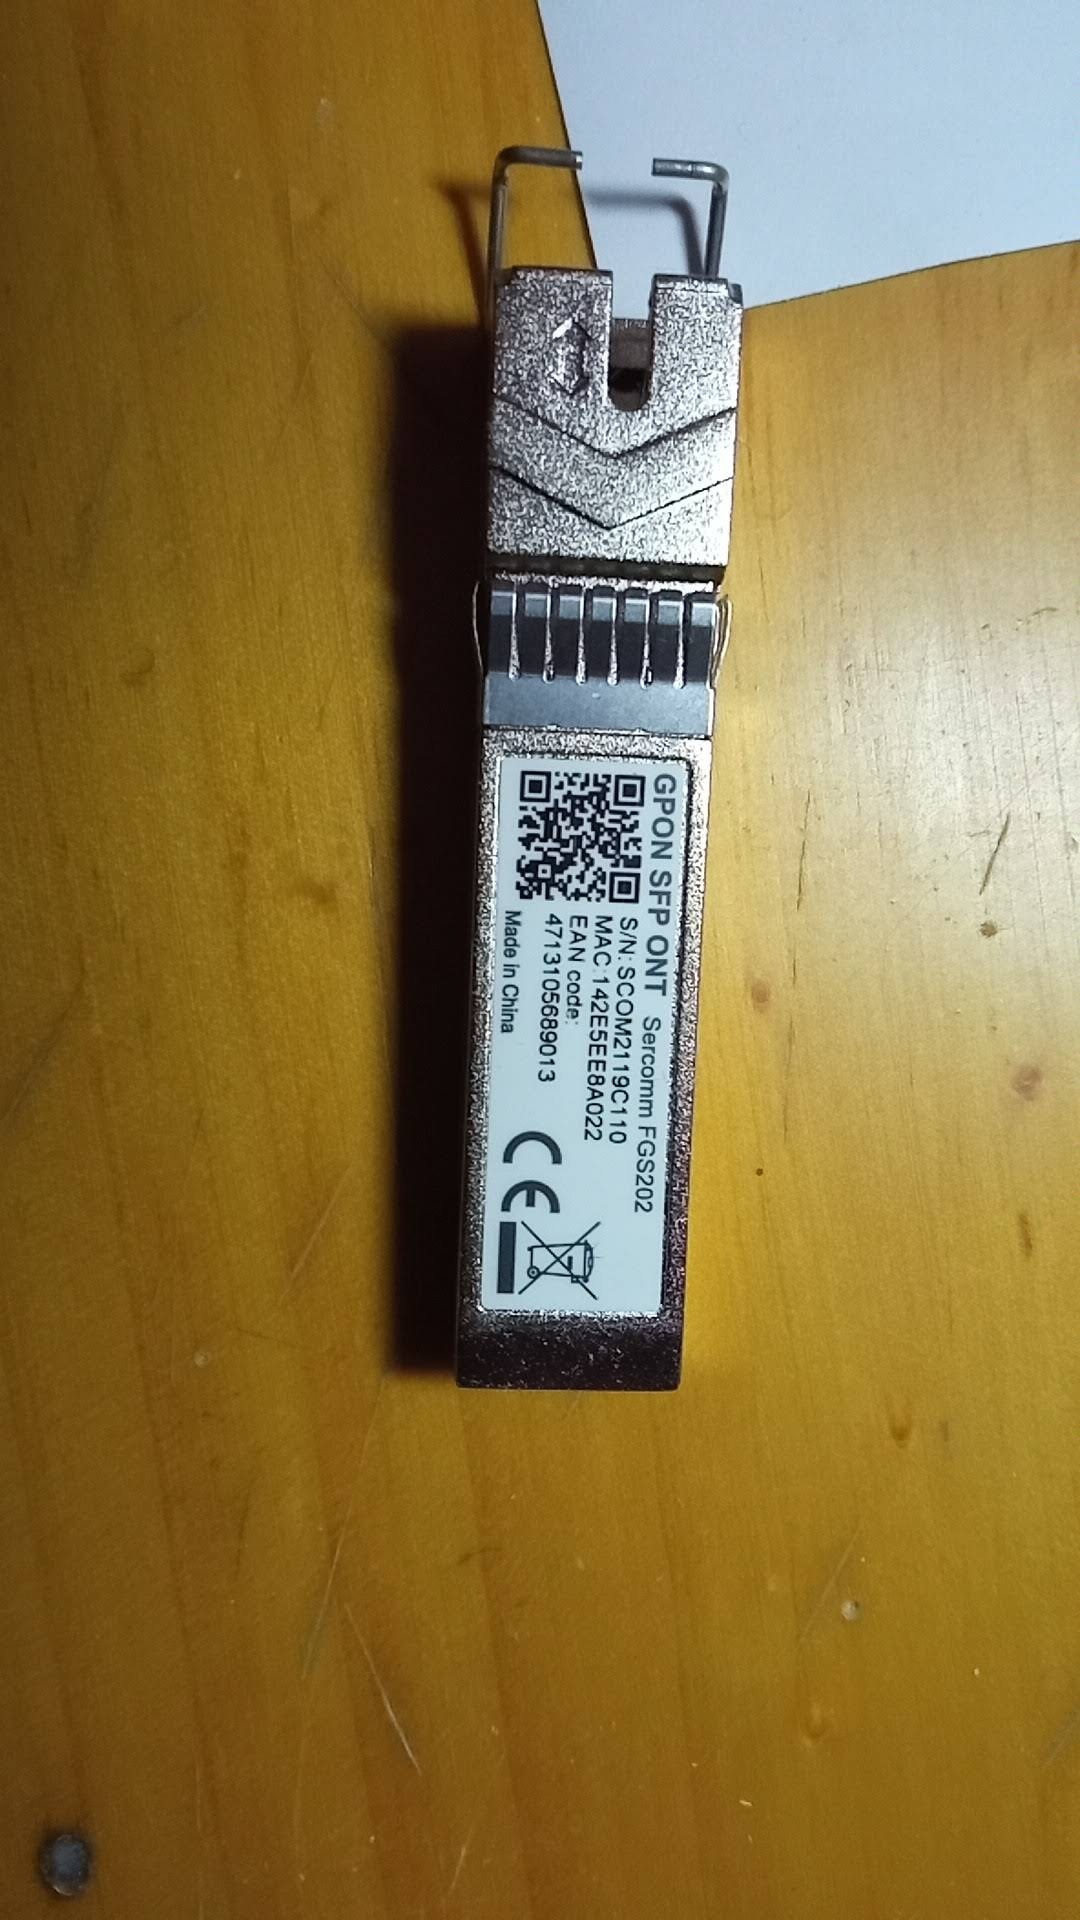 GPON SFP ONT Sercomm FGS202
S/N:SCOM2119C110
MAC:142E5EE8A022
EAN code:
4713105689013
Made in China
CE